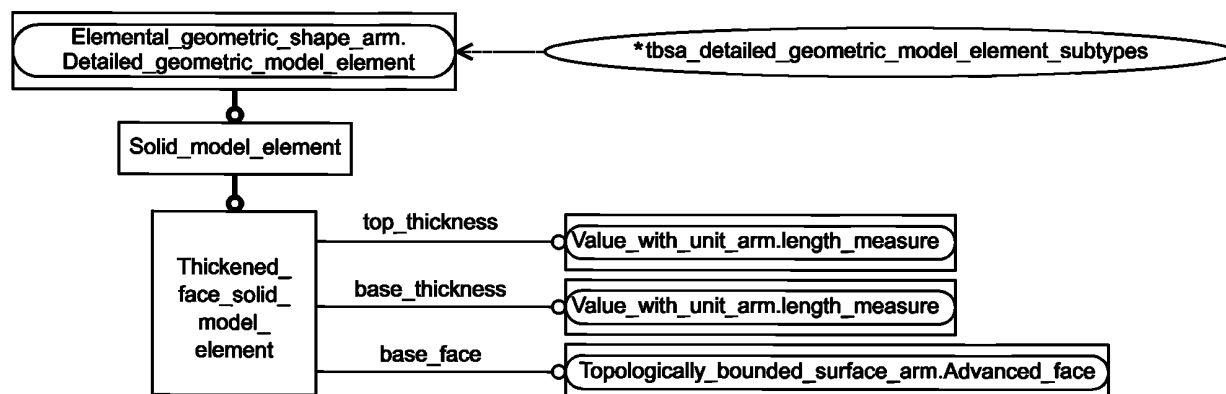 Elemental_geometric_shape_arm.
Detailed_geometric_model_element
*tbsa_detailed_geometric_model_element_subtypes
Solid_model_element
Thickened_
face_solid_
model_
element
top_thickness
Value_with_unit_arm.length_measure
base_thickness
Value_with_unit_arm.length_measure
base_face
Topologically_bounded_surface_arm.Advanced_face